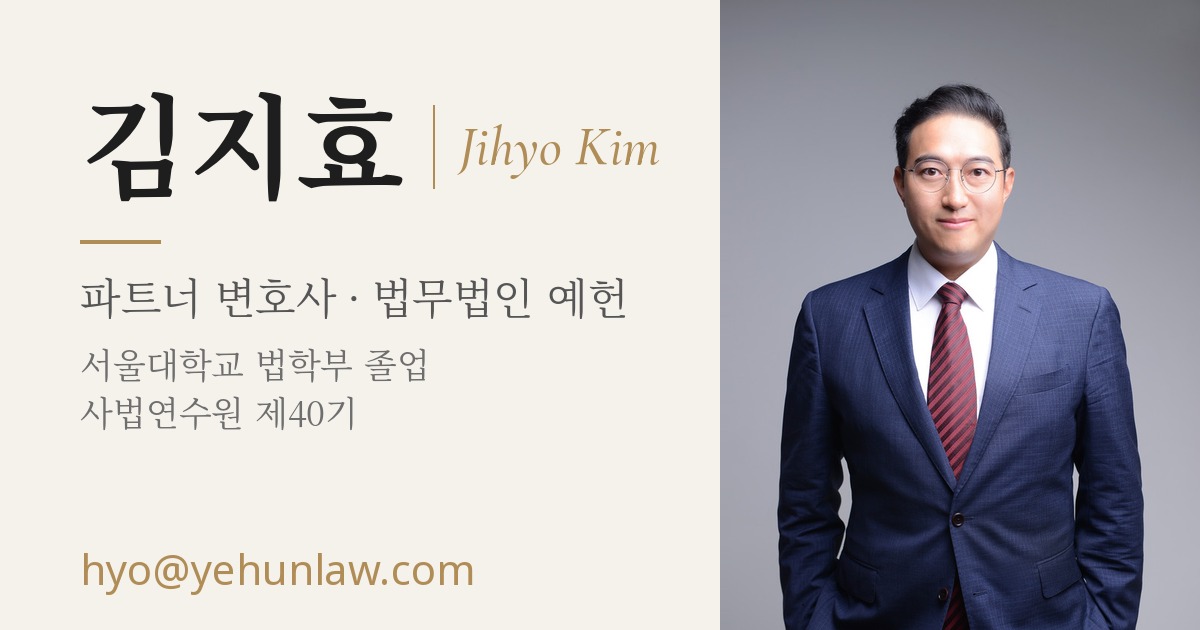 김지효 | Jihyo Kim
파트너 변호사 · 법무법인 예헌
서울대학교 법학부 졸업
사법연수원 제40기
hyo@yehunlaw.com